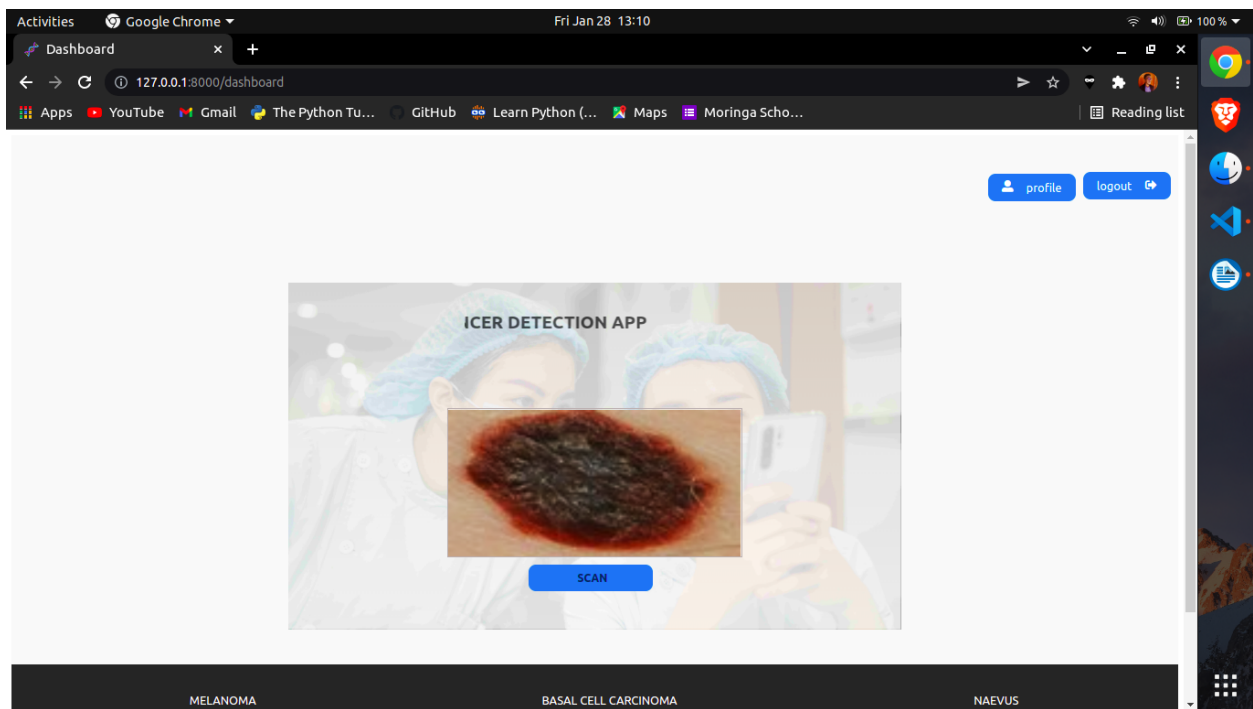 Activities Google Chrome Fri Jan 28 13:10 100 %
Dashboard
127.0.0.1:8000/dashboard
Apps YouTube Gmail The Python Tu... GitHub Learn Python (... Maps Moringa Scho... Reading list
profile logout
ICER DETECTION APP
SCAN
MELANOMA BASAL CELL CARCINOMA NAEVUS